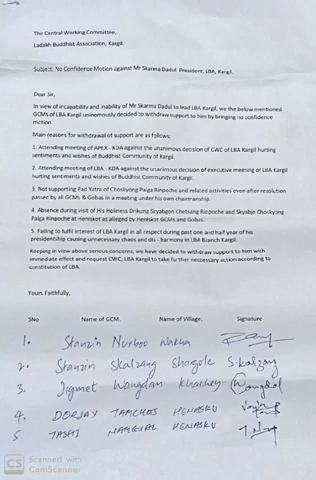 The Central Working Committee,
Ladakh Buddhist Association, Kargil.
Subject: No Confidence Motion against Mr Skarma Dadul President, LBA, Kargil.
Dear Sir,
In view of incapability and inability of Mr Skarma Dadul to lead LBA Kargil, we the below mentioned
GCMs of LBA Kargil uninomously decided to withdraw support to him by bringing no confidence
motion.
Main reasons for withdrawal of support are as follows:
1. Attending meeting of APEX - KDA against the unanimous decision of CWC of LBA Kargil hurting
sentiments and wishes of Buddhist Community of Kargil.
2. Attending meeting of LBA - KDA against the unanimous decision of executive meeting of LBA Kargil
hurting sentiments and wishes of Buddhist Community of Kargil.
3. Not supporting Pad Yatra of Choskyong Palga Rinpoche and related activities even after resolution
passed by all GCMs & Gobas in a meeting under his own chairmanship.
4. Absence during visit of His Holiness Drikung Skyabgon Chetsang Rinpoche and Skyabje Choskyong
Palga Rinpoche at Heniskot as alleged by Heniskot GCMs and Gobas.
5. Failing to fulfil interest of LBA Kargil in all respect during past one and half year of his
presidentship causing unnecessary chaos and dis - harmony in LBA Branch Kargil.
Keeping in view above serious concerns, we have decided to withdraw support with him
immediate effect and request CWC, LBA Kargil to take further necessary action according to
constitution of LBA.
Yours Faithfully,
SNo Name of GCM. Name of Village. Signature
1. Stanzin Nurboo Wakha
2. Stanzin Skalzang Shagole S.kalzang
3. Jigmet Wangdan Khachey
4. DORJAY TAMCHOS HENASKU
5. TASHI NAMGYAL HENASKU
CS Scanned with
CamScanner